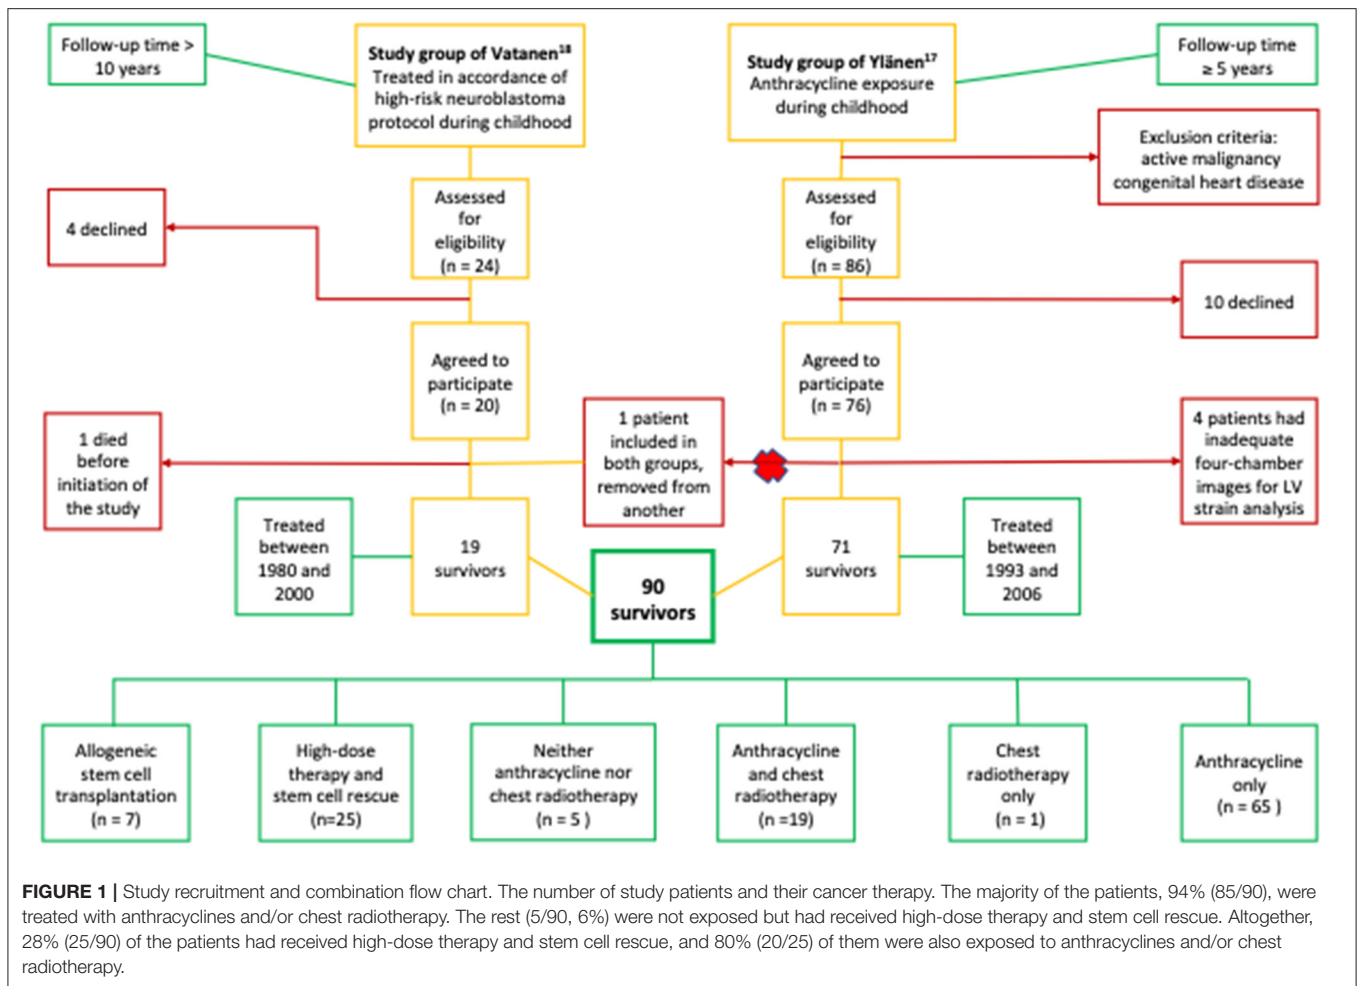 Follow-up time >
10 years
Study group of Vatanen18
Treated in accordance of
high-risk neuroblastoma
protocol during childhood
Study group of Ylänen17
Anthracycline exposure
during childhood
Follow-up time
≥ 5 years
Exclusion criteria:
active malignancy
congenital heart disease
4 declined
Assessed
for
eligibility
(n = 24)
Assessed
for
eligibility
(n = 86)
10 declined
Agreed to
participate
(n = 20)
Agreed to
participate
(n = 76)
1 died
before
initiation of
the study
1 patient
included in
both groups,
removed from
another
4 patients had
inadequate
four-chamber
images for LV
strain analysis
Treated
between
1980 and
2000
19
survivors
90
survivors
71
survivors
Treated
between
1993 and
2006
Allogeneic
stem cell
transplantation
(n = 7)
High-dose
therapy and
stem cell rescue
(n=25)
Neither
anthracycline nor
chest radiotherapy
(n = 5 )
Anthracycline
and chest
radiotherapy
(n =19)
Chest
radiotherapy
only
(n = 1)
Anthracycline
only
(n = 65 )
FIGURE 1 | Study recruitment and combination flow chart. The number of study patients and their cancer therapy. The majority of the patients, 94% (85/90), were
treated with anthracyclines and/or chest radiotherapy. The rest (5/90, 6%) were not exposed but had received high-dose therapy and stem cell rescue. Altogether,
28% (25/90) of the patients had received high-dose therapy and stem cell rescue, and 80% (20/25) of them were also exposed to anthracyclines and/or chest
radiotherapy.